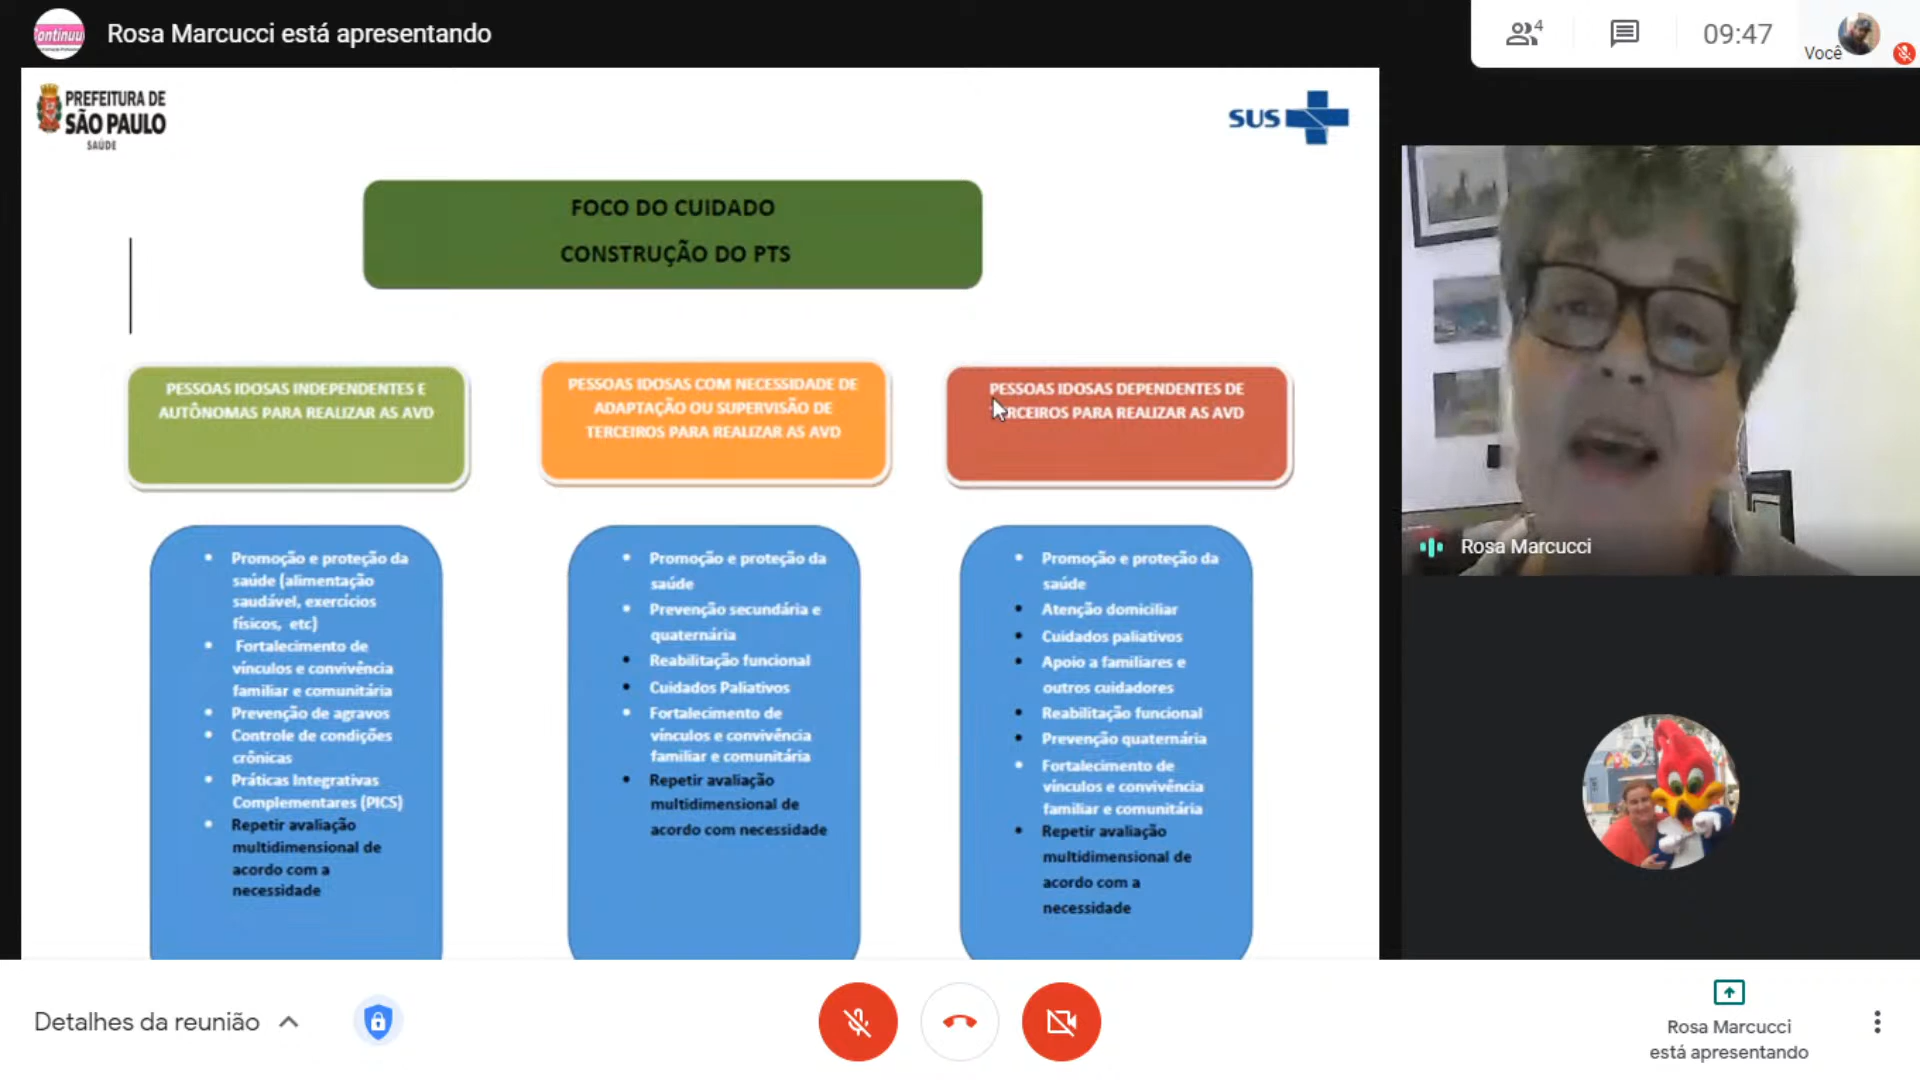 Continuu
Rosa Marcucci está apresentando
4
09:47
Você
PREFEITURA DE
SÃO PAULO
SAÚDE
SUS
FOCO DO CUIDADO
CONSTRUÇÃO DO PTS
PESSOAS IDOSAS INDEPENDENTES E
AUTÔNOMAS PARA REALIZAR AS AVD
PESSOAS IDOSAS COM NECESSIDADE DE
ADAPTAÇÃO OU SUPERVISÃO DE
TERCEIROS PARA REALIZAR AS AVD
PESSOAS IDOSAS DEPENDENTES DE
TERCEIROS PARA REALIZAR AS AVD
• Promoção e proteção da
saúde (alimentação
saudável, exercícios
físicos, etc)
• Fortalecimento de
vínculos e convivência
familiar e comunitária
• Prevenção de agravos
• Controle de condições
crônicas
• Práticas Integrativas
Complementares (PICS)
• Repetir avaliação
multidimensional de
acordo com a
necessidade
• Promoção e proteção da
saúde
• Prevenção secundária e
quaternária
• Reabilitação funcional
• Cuidados Paliativos
• Fortalecimento de
vínculos e convivência
familiar e comunitária
• Repetir avaliação
multidimensional de
acordo com necessidade
• Promoção e proteção da
saúde
• Atenção domiciliar
• Cuidados paliativos
• Apoio a familiares e
outros cuidadores
• Reabilitação funcional
• Prevenção quaternária
• Fortalecimento de
vínculos e convivência
familiar e comunitária
• Repetir avaliação
multidimensional de
acordo com a
necessidade
Rosa Marcucci
Detalhes da reunião
Rosa Marcucci
está apresentando